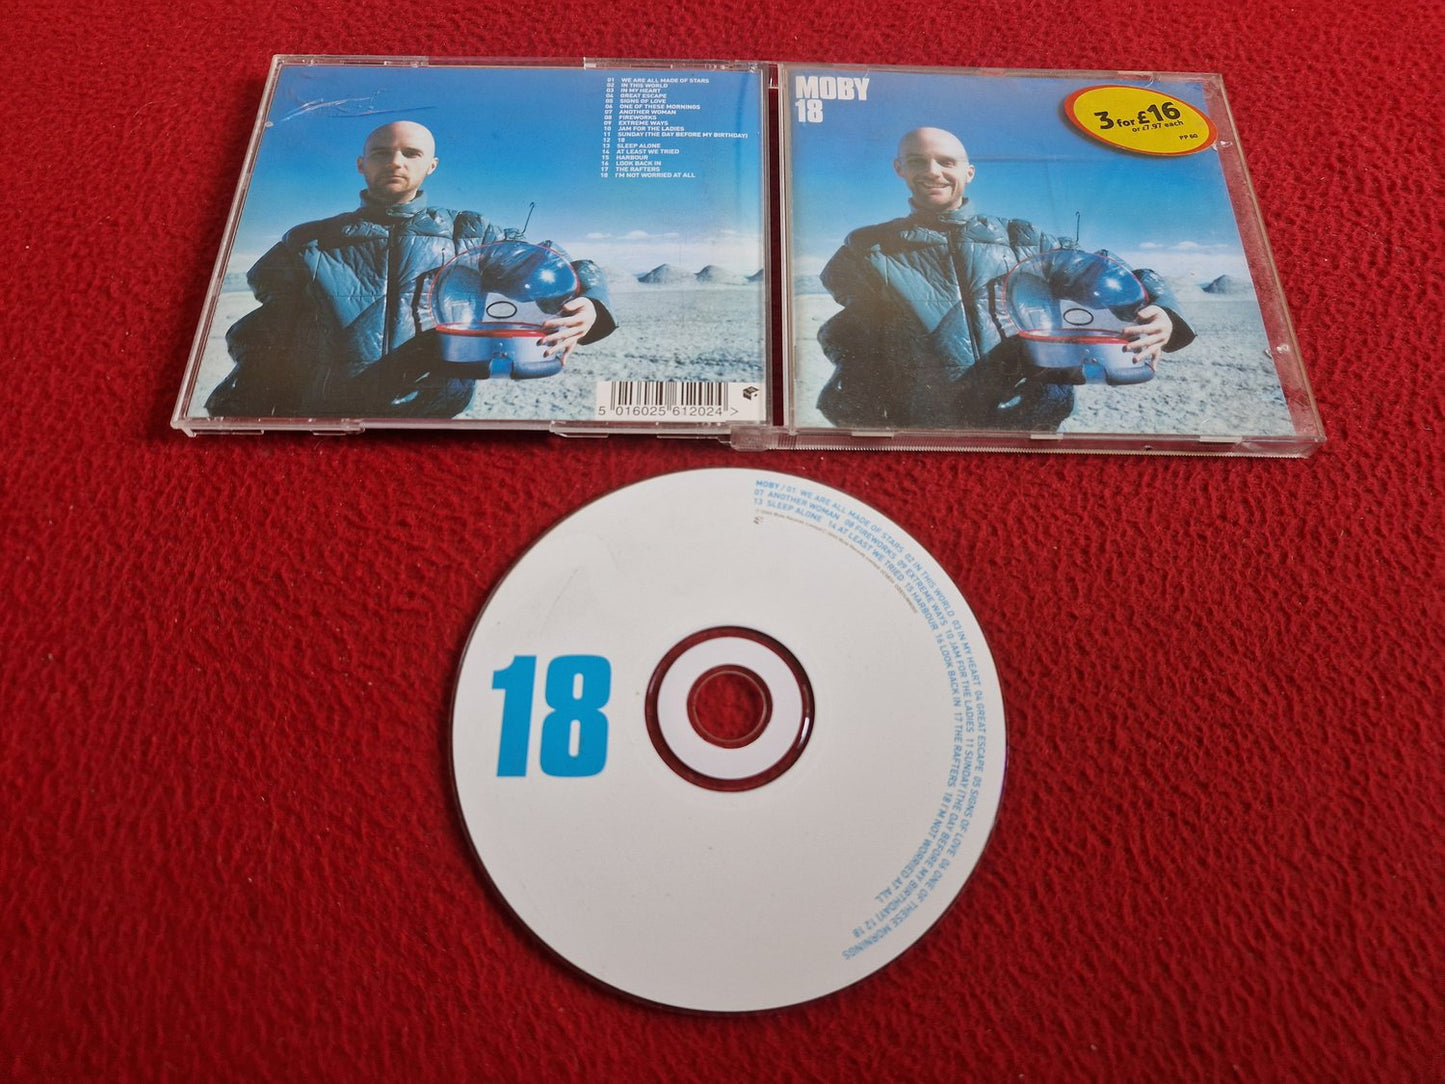 01 WE ARE ALL MADE OF STARS
02 IN THIS WORLD
03 IN MY HEART
04 GREAT ESCAPE
05 SIGNS OF LOVE
06 ONE OF THESE MORNINGS
07 ANOTHER WOMAN
08 FIREWORKS
09 EXTREME WAYS
10 JAM FOR THE LADIES
11 SUNDAY (THE DAY BEFORE MY BIRTHDAY)
12 18
13 SLEEP ALONE
14 AT LEAST WE TRIED
15 HARBOUR
16 LOOK BACK IN
17 THE RAFTERS
18 I'M NOT WORRIED AT ALL
5 016025 612024 >
MOBY
18
3 for £16
or £7.97 each
PP 50
18
MOBY / 01 WE ARE ALL MADE OF STARS 02 IN THIS WORLD 03 IN MY HEART 04 GREAT ESCAPE 05 SIGNS OF LOVE 06 ONE OF THESE MORNINGS
07 ANOTHER WOMAN 08 FIREWORKS 09 EXTREME WAYS 10 JAM FOR THE LADIES 11 SUNDAY (THE DAY BEFORE MY BIRTHDAY) 12 18
13 SLEEP ALONE 14 AT LEAST WE TRIED 15 HARBOUR 16 LOOK BACK IN 17 THE RAFTERS 18 I'M NOT WORRIED AT ALL